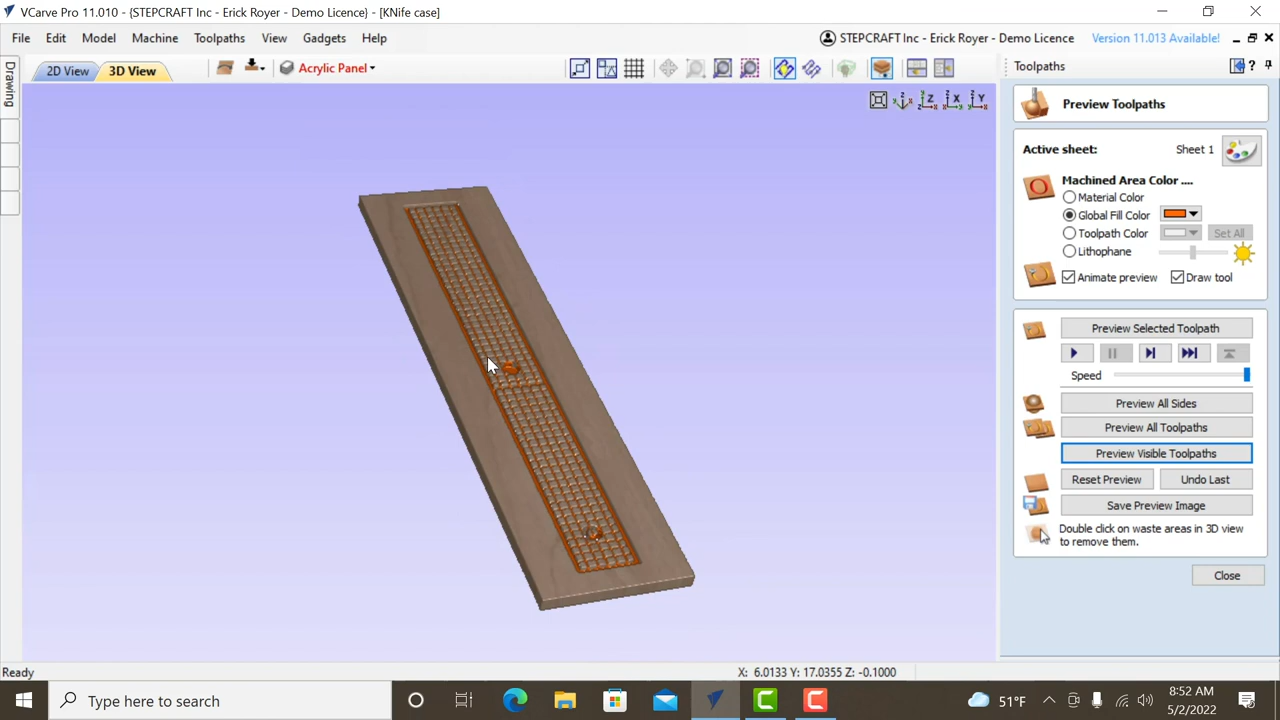 VCarve Pro 11.010 - {STEPCRAFT Inc - Erick Royer - Demo Licence} - [KNife case]
File Edit Model Machine Toolpaths View Gadgets Help
STEPCRAFT Inc - Erick Royer - Demo Licence Version 11.013 Available!
Drawing
2D View 3D View
Acrylic Panel
Toolpaths
Preview Toolpaths
Active sheet: Sheet 1
Machined Area Color ....
Material Color
Global Fill Color
Toolpath Color Set All
Lithophane
Animate preview Draw tool
Preview Selected Toolpath
Speed
Preview All Sides
Preview All Toolpaths
Preview Visible Toolpaths
Reset Preview Undo Last
Save Preview Image
Double click on waste areas in 3D view
to remove them.
Close
Ready
X: 6.0133 Y: 17.0355 Z: -0.1000
Type here to search
51°F
8:52 AM
5/2/2022